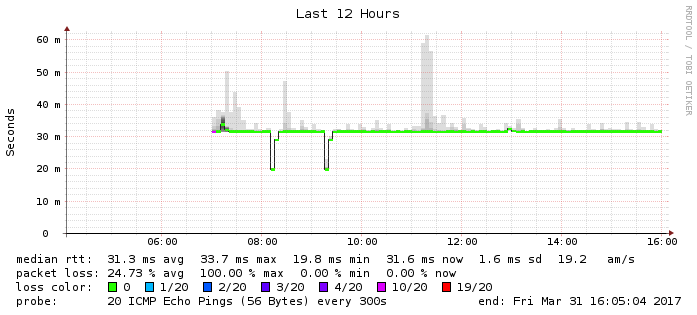 Last 12 Hours
RRDTOOL / TOBI OETIKER
Seconds
60 m
50 m
40 m
30 m
20 m
10 m
0
06:00 08:00 10:00 12:00 14:00 16:00
median rtt: 31.3 ms avg 33.7 ms max 19.8 ms min 31.6 ms now 1.6 ms sd 19.2 am/s
packet loss: 24.73 % avg 100.00 % max 0.00 % min 0.00 % now
loss color: 0 1/20 2/20 3/20 4/20 10/20 19/20
probe: 20 ICMP Echo Pings (56 Bytes) every 300s end: Fri Mar 31 16:05:04 2017